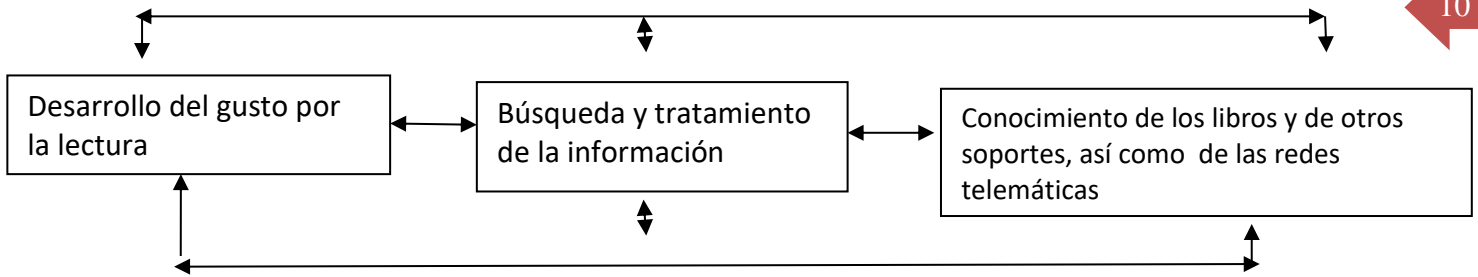 10
Desarrollo del gusto por
la lectura
Búsqueda y tratamiento
de la información
Conocimiento de los libros y de otros
soportes, así como de las redes
telemáticas